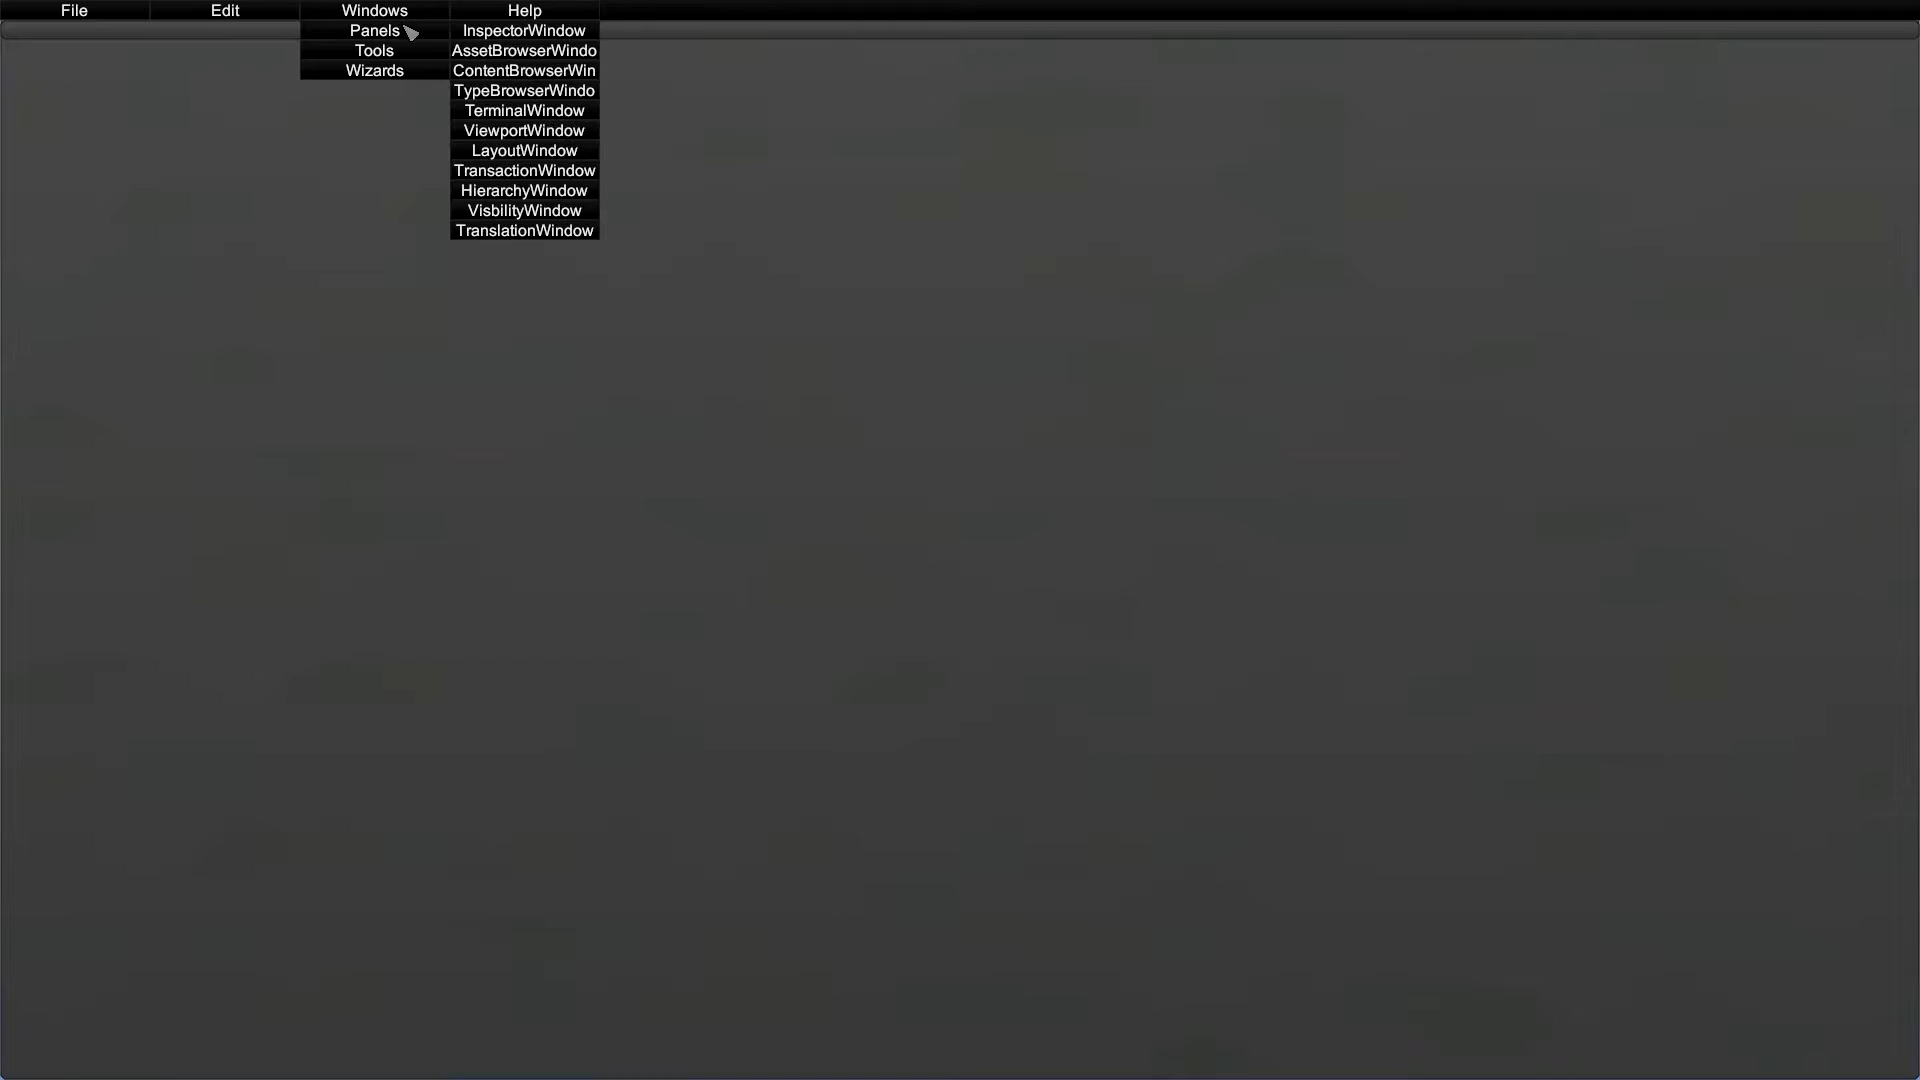 File
Edit
Windows
Help
Panels
Tools
Wizards
InspectorWindow
AssetBrowserWindo
ContentBrowserWin
TypeBrowserWindo
TerminalWindow
ViewportWindow
LayoutWindow
TransactionWindow
HierarchyWindow
VisbilityWindow
TranslationWindow